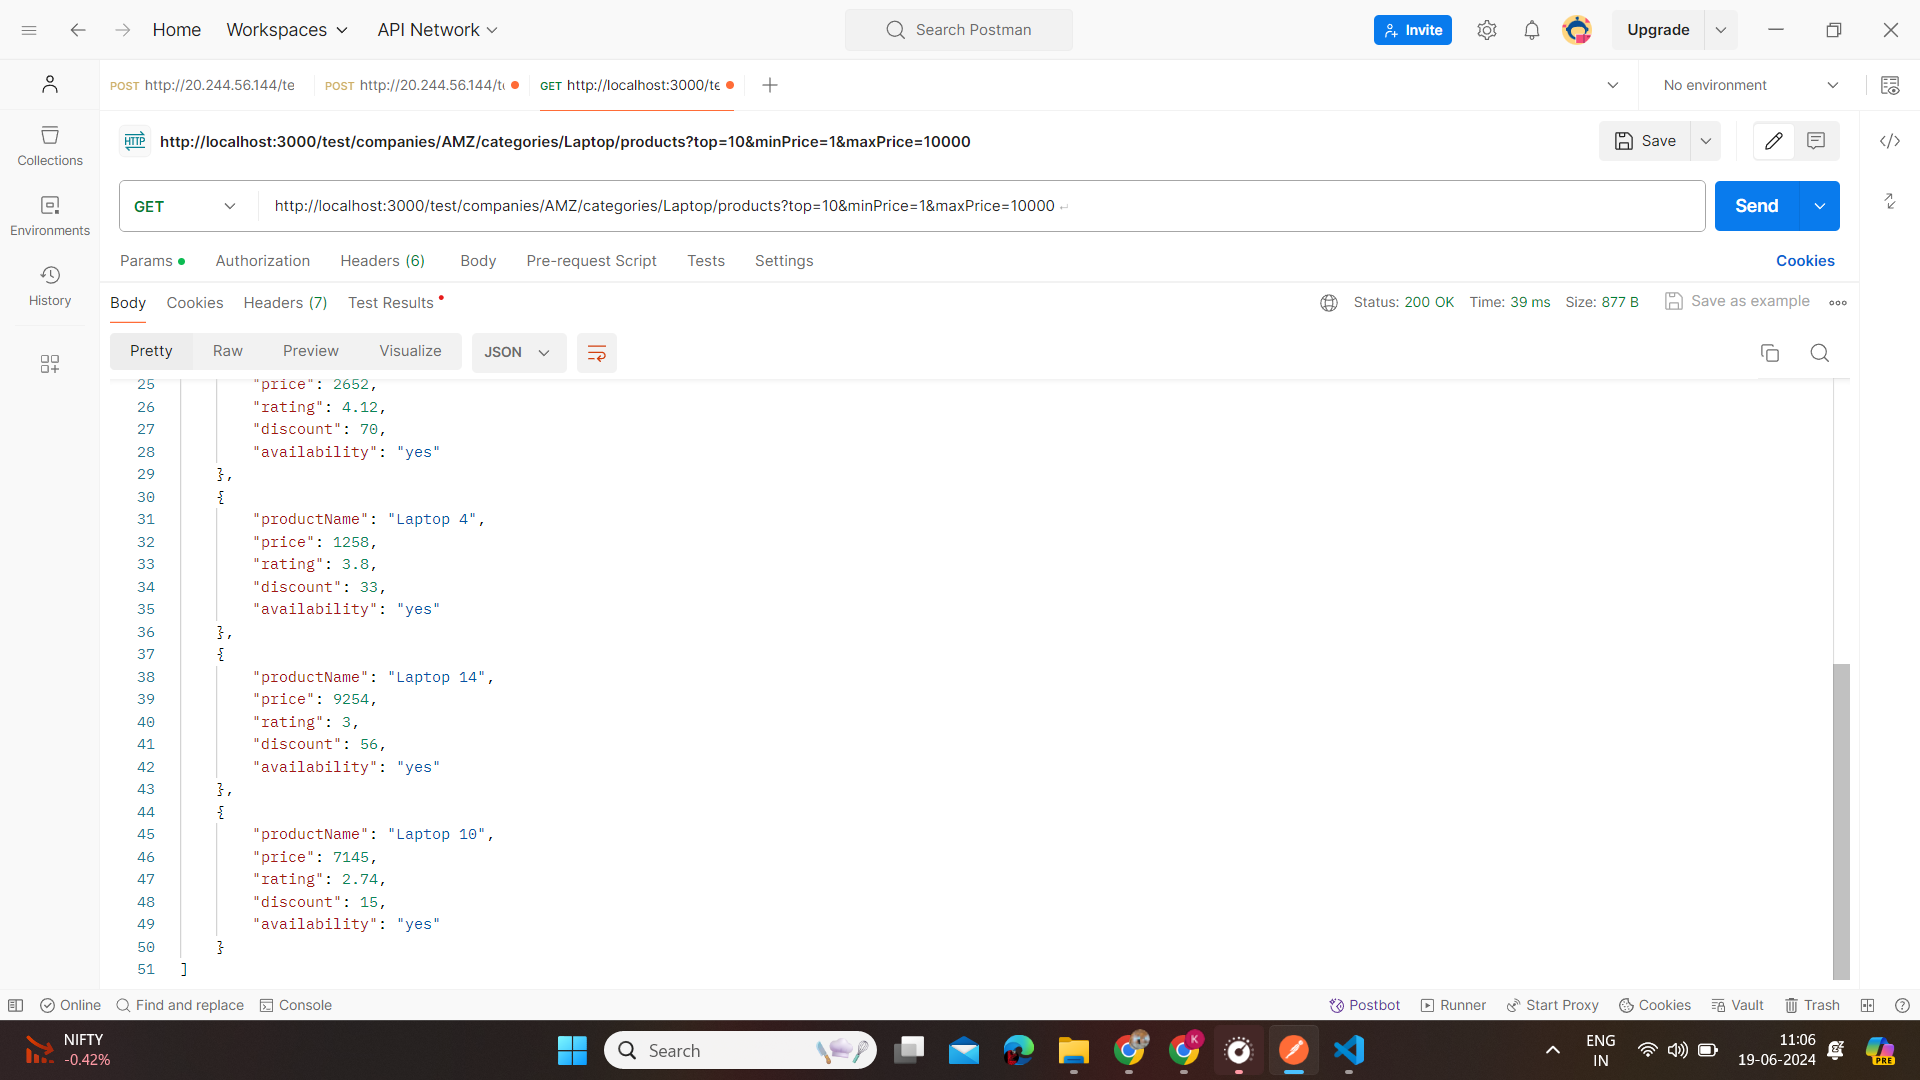 Home Workspaces API Network Search Postman Invite Upgrade
POST http://20.244.56.144/te POST http://20.244.56.144/t GET http://localhost:3000/te No environment
HTTP http://localhost:3000/test/companies/AMZ/categories/Laptop/products?top=10&minPrice=1&maxPrice=10000 Save
GET http://localhost:3000/test/companies/AMZ/categories/Laptop/products?top=10&minPrice=1&maxPrice=10000 Send
Collections
Environments
History
Params Authorization Headers (6) Body Pre-request Script Tests Settings Cookies
Body Cookies Headers (7) Test Results Status: 200 OK Time: 39 ms Size: 877 B Save as example
Pretty Raw Preview Visualize JSON
25 "price": 2652,
26 "rating": 4.12,
27 "discount": 70,
28 "availability": "yes"
29 },
30 {
31 "productName": "Laptop 4",
32 "price": 1258,
33 "rating": 3.8,
34 "discount": 33,
35 "availability": "yes"
36 },
37 {
38 "productName": "Laptop 14",
39 "price": 9254,
40 "rating": 3,
41 "discount": 56,
42 "availability": "yes"
43 },
44 {
45 "productName": "Laptop 10",
46 "price": 7145,
47 "rating": 2.74,
48 "discount": 15,
49 "availability": "yes"
50 }
51 ]
Online Find and replace Console Postbot Runner Start Proxy Cookies Vault Trash
NIFTY
-0.42%
Search
K
ENG
IN
11:06
19-06-2024
PRE